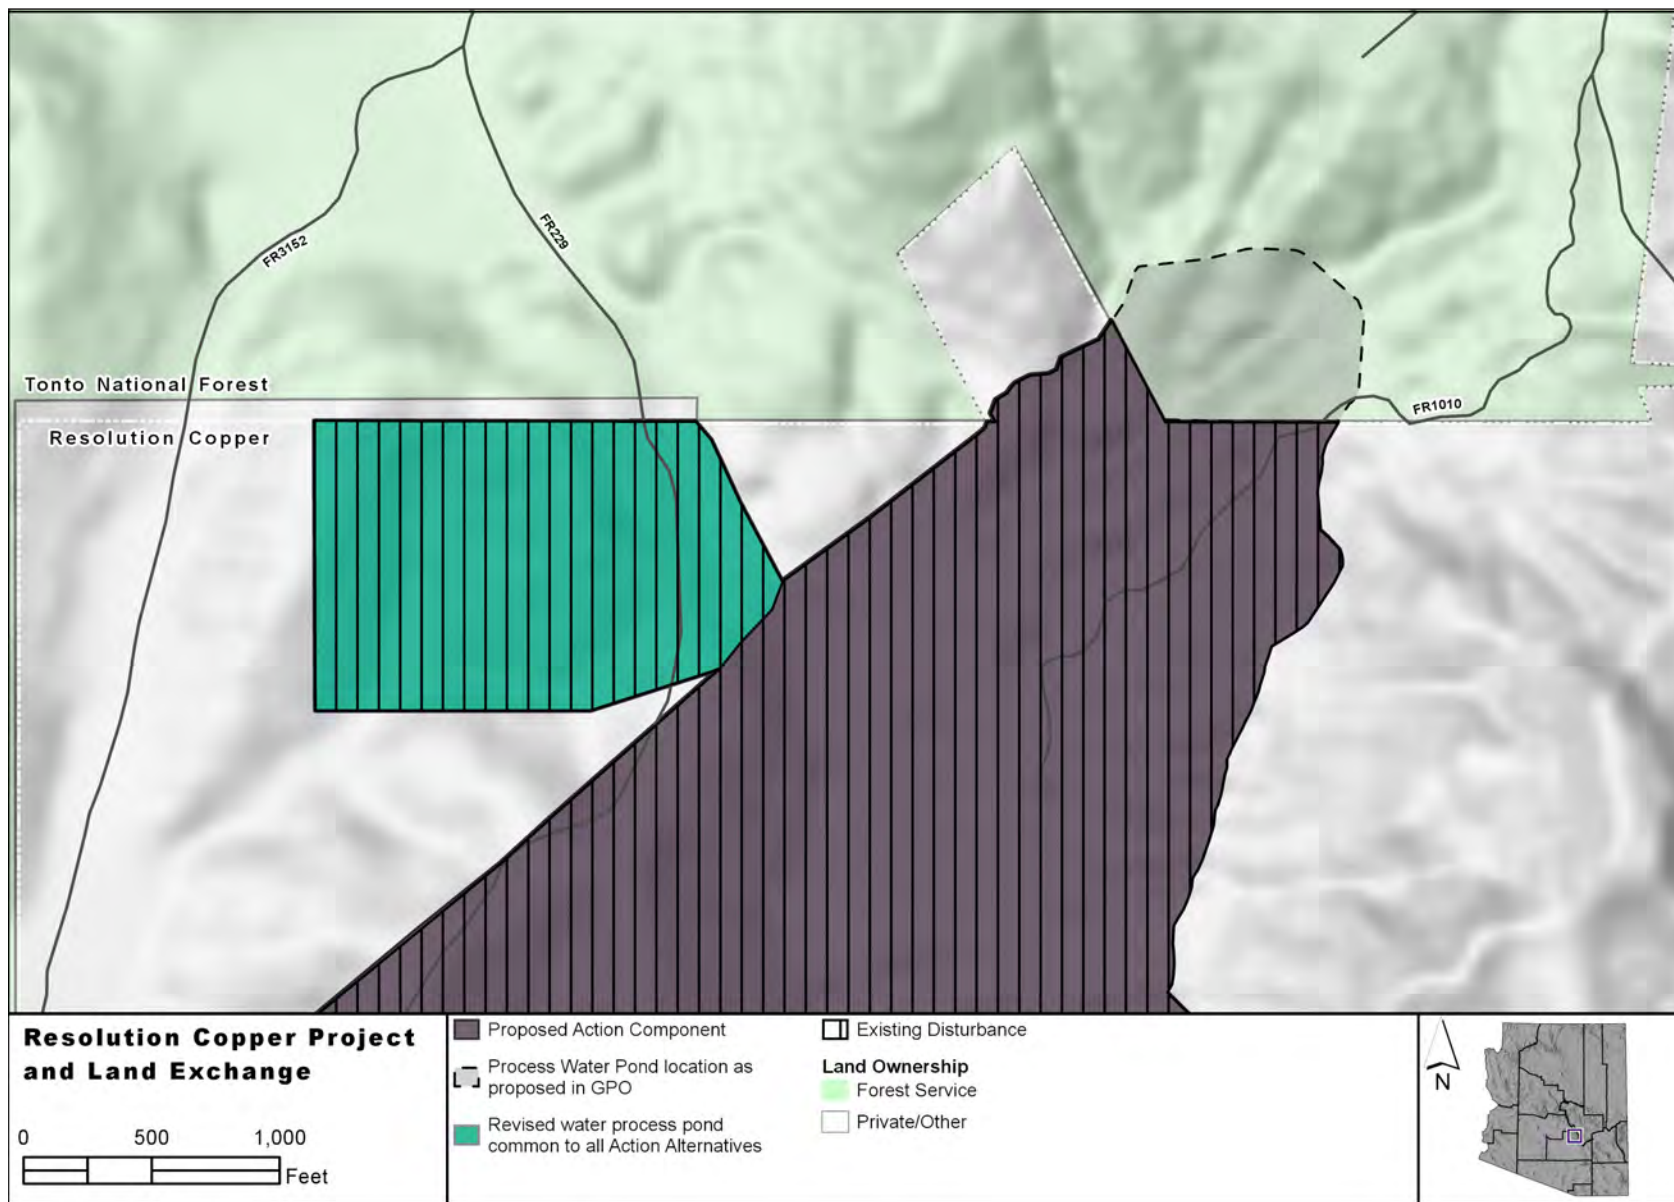 FR3152
FR229
FR1010
Tonto National Forest
Resolution Copper
Resolution Copper Project
and Land Exchange
0 500 1,000
Feet
Proposed Action Component
Process Water Pond location as
proposed in GPO
Revised water process pond
common to all Action Alternatives
Existing Disturbance
Land Ownership
Forest Service
Private/Other
N